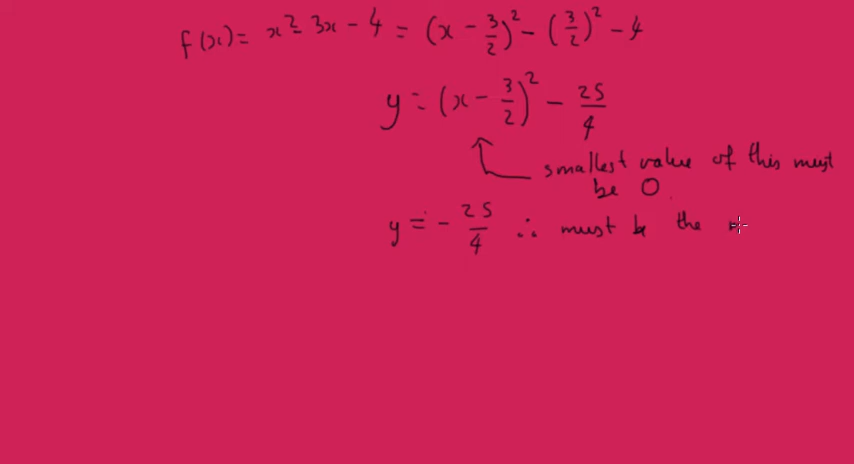 f(x) = x² - 3x - 4 = (x - 3/2)² - (3/2)² - 4
y = (x - 3/2)² - 25/4
smallest value of this must
be 0.
y = - 25/4 ∴ must be the